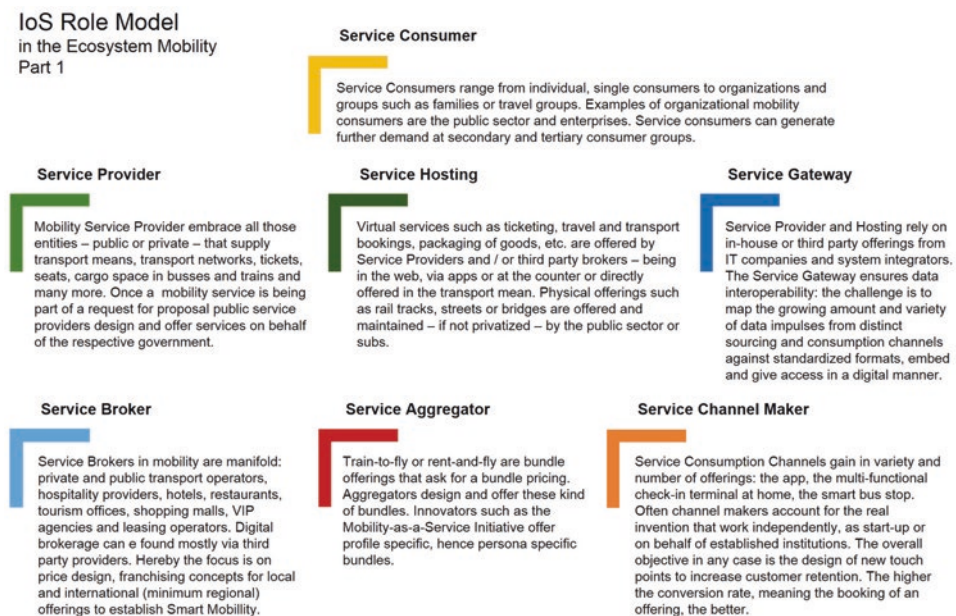 IoS Role Model
in the Ecosystem Mobility
Part 1
Service Consumer
Service Consumers range from individual, single consumers to organizations and
groups such as families or travel groups. Examples of organizational mobility
consumers are the public sector and enterprises. Service consumers can generate
further demand at secondary and tertiary consumer groups.
Service Provider
Mobility Service Provider embrace all those
entities – public or private – that supply
transport means, transport networks, tickets,
seats, cargo space in busses and trains and
many more. Once a mobility service is being
part of a request for proposal public service
providers design and offer services on behalf
of the respective government.
Service Hosting
Virtual services such as ticketing, travel and transport
bookings, packaging of goods, etc. are offered by
Service Providers and / or third party brokers – being
in the web, via apps or at the counter or directly
offered in the transport mean. Physical offerings such
as rail tracks, streets or bridges are offered and
maintained – if not privatized – by the public sector or
subs.
Service Gateway
Service Provider and Hosting rely on
in-house or third party offerings from
IT companies and system integrators.
The Service Gateway ensures data
interoperability: the challenge is to
map the growing amount and variety
of data impulses from distinct
sourcing and consumption channels
against standardized formats, embed
and give access in a digital manner.
Service Broker
Service Brokers in mobility are manifold:
private and public transport operators,
hospitality providers, hotels, restaurants,
tourism offices, shopping malls, VIP
agencies and leasing operators. Digital
brokerage can e found mostly via third
party providers. Hereby the focus is on
price design, franchising concepts for local
and international (minimum regional)
offerings to establish Smart Mobillity.
Service Aggregator
Train-to-fly or rent-and-fly are bundle
offerings that ask for a bundle pricing.
Aggregators design and offer these kind
of bundles. Innovators such as the
Mobility-as-a-Service Initiative offer
profile specific, hence persona specific
bundles.
Service Channel Maker
Service Consumption Channels gain in variety and
number of offerings: the app, the multi-functional
check-in terminal at home, the smart bus stop.
Often channel makers account for the real
invention that work independently, as start-up or
on behalf of established institutions. The overall
objective in any case is the design of new touch
points to increase customer retention. The higher
the conversion rate, meaning the booking of an
offering, the better.